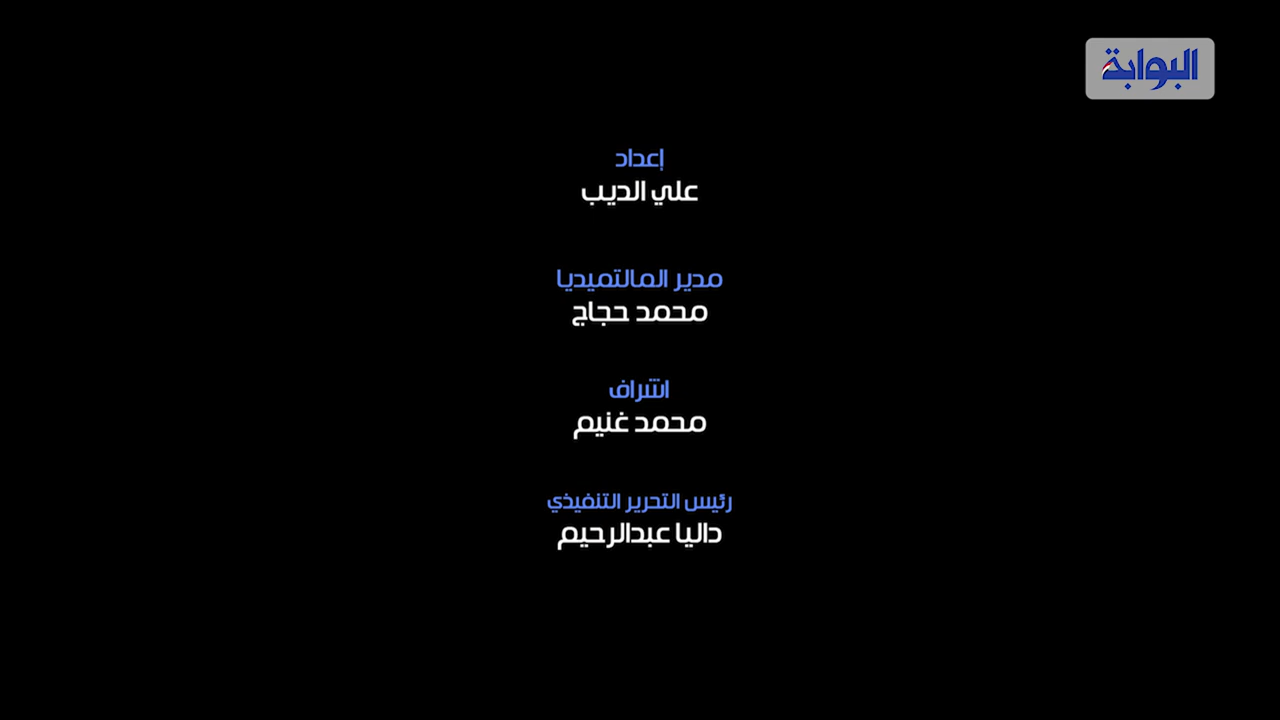 البوابة
إعداد
علي الديب
مدير المالتميديا
محمد حجاج
اشراف
محمد غنيم
رئيس التحرير التنفيذي
داليا عبدالرحيم